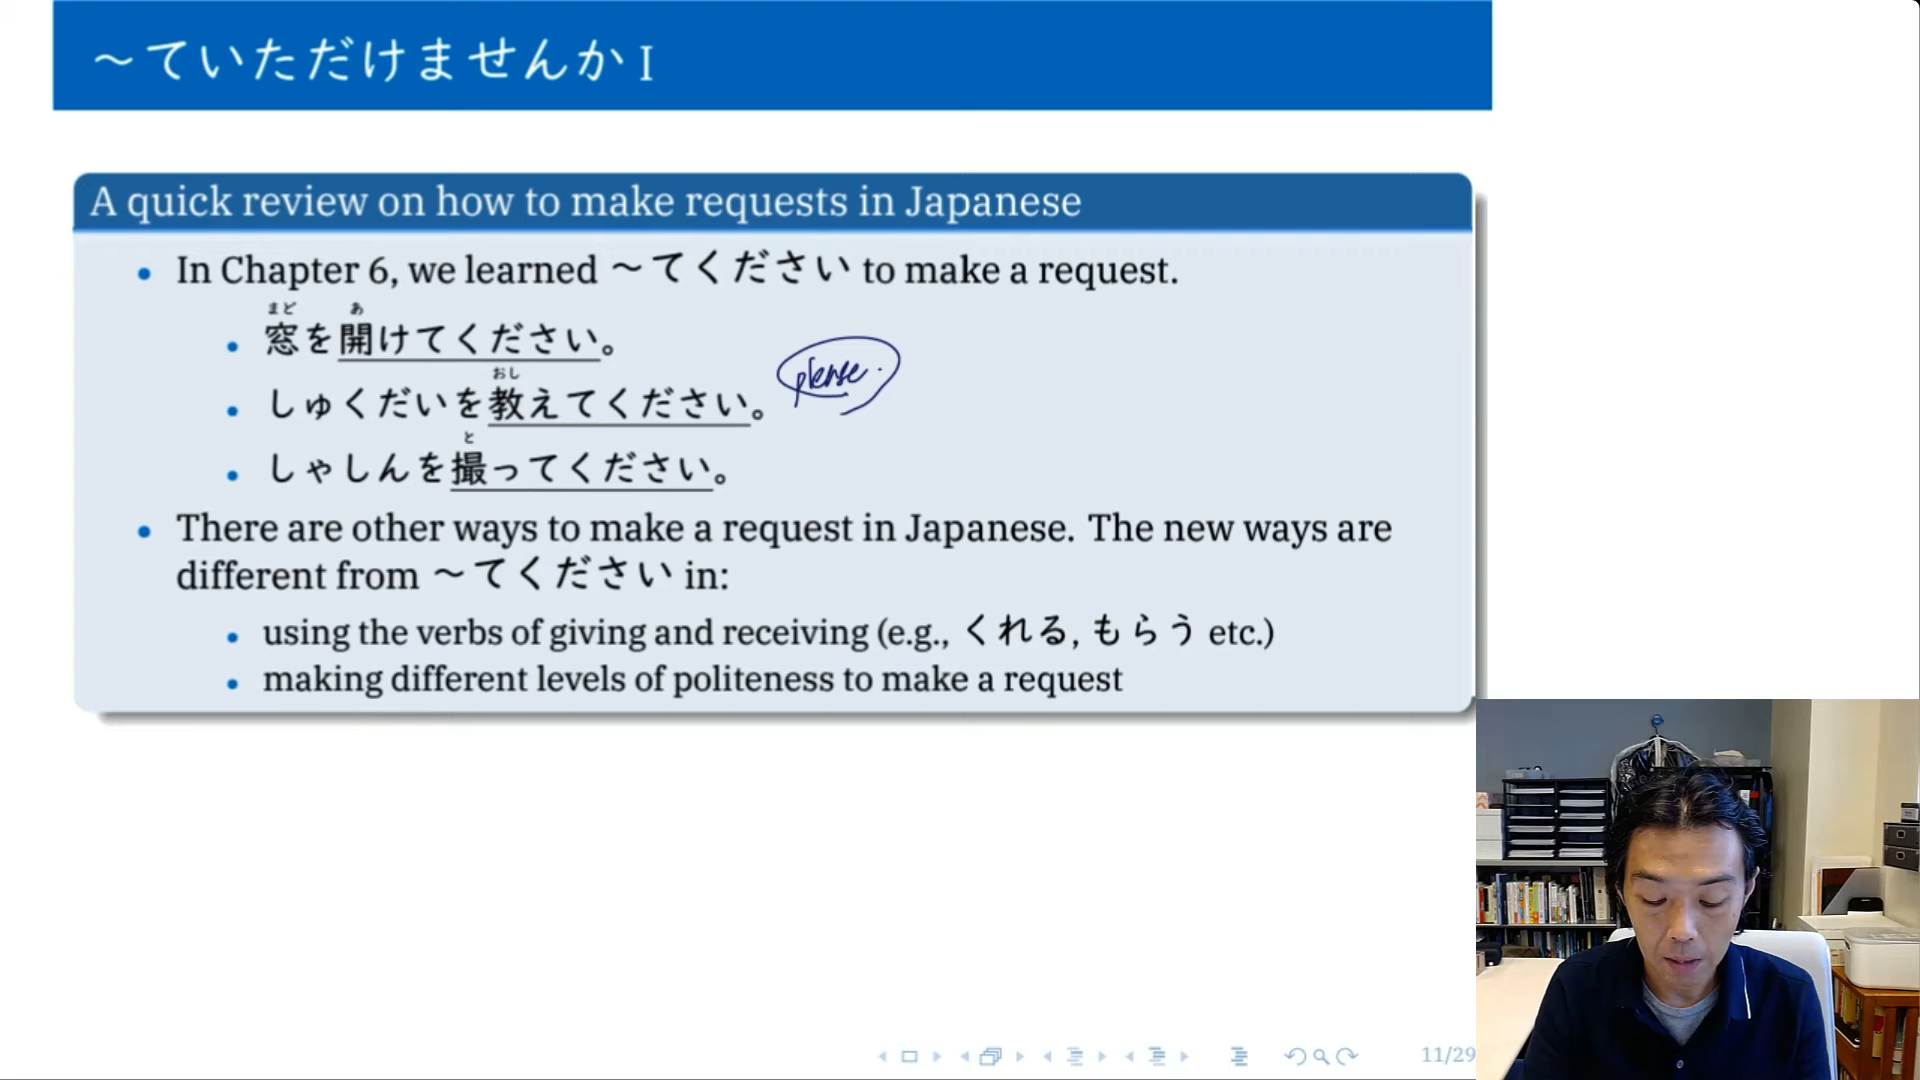 ～ていただけませんか I
A quick review on how to make requests in Japanese
• In Chapter 6, we learned ～てください to make a request.
まど あ
• 窓を開けてください。
おし
• しゅくだいを教えてください。
please.
と
• しゃしんを撮ってください。
• There are other ways to make a request in Japanese. The new ways are
different from ～てください in:
• using the verbs of giving and receiving (e.g., くれる, もらう etc.)
• making different levels of politeness to make a request
11/29